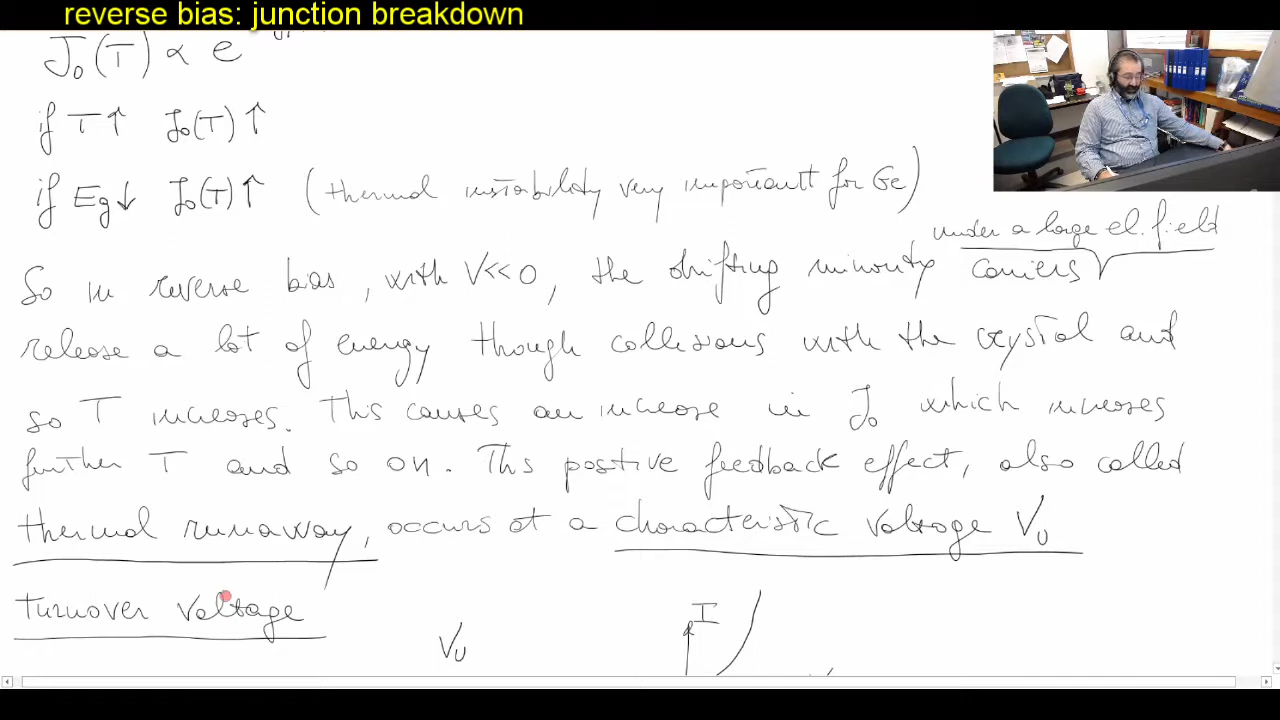 reverse bias: junction breakdown
J₀(T) ∝ e
if T↑ J₀(T)↑
if Eg↓ J₀(T)↑ (thermal instability very important for Ge)
under a large el. field
So in reverse bias, with V<<0, the drifting minority carriers
release a lot of energy though collisions with the crystal and
so T increases. This causes an increase in J₀ which increases
further T and so on. This positive feedback effect, also called
thermal runaway, occurs at a characteristic voltage V_U
turnover voltage
V_U
I